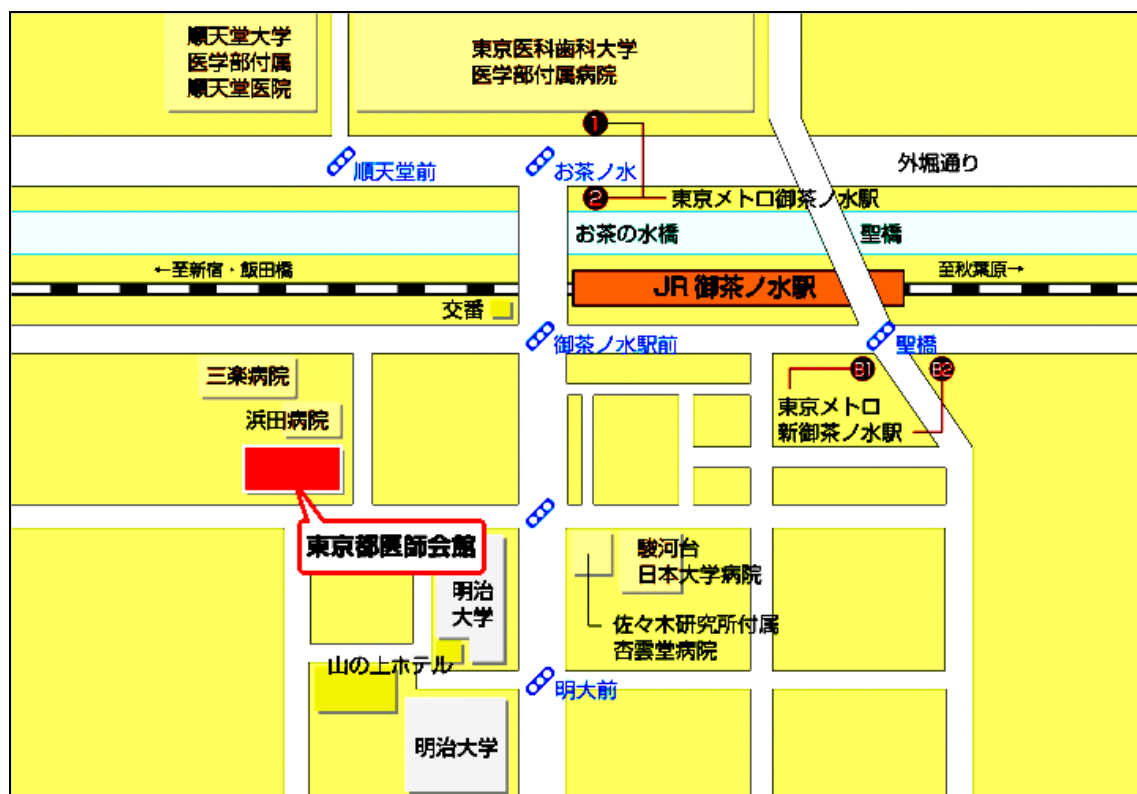 順天堂大学
医学部付属
順天堂医院
東京医科歯科大学
医学部付属病院
1
順天堂前
お茶ノ水
外堀通り
2
東京メトロ御茶ノ水駅
お茶の水橋
聖橋
←至新宿・飯田橋
至秋葉原→
JR 御茶ノ水駅
交番
御茶ノ水駅前
聖橋
三楽病院
B1
B2
浜田病院
東京メトロ
新御茶ノ水駅
東京都医師会館
駿河台
日本大学病院
明治
大学
佐々木研究所付属
杏雲堂病院
山の上ホテル
明大前
明治大学